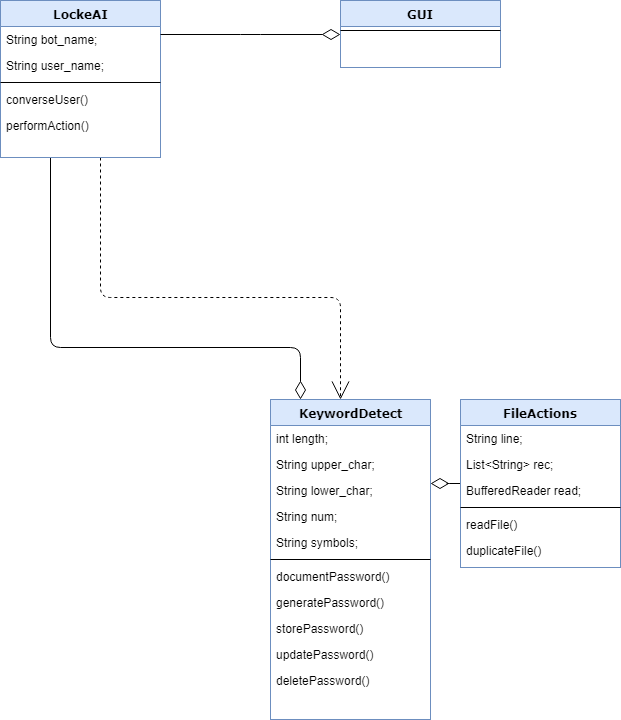 LockeAI
String bot_name;
String user_name;
converseUser()
performAction()
GUI
KeywordDetect
int length;
String upper_char;
String lower_char;
String num;
String symbols;
documentPassword()
generatePassword()
storePassword()
updatePassword()
deletePassword()
FileActions
String line;
List<String> rec;
BufferedReader read;
readFile()
duplicateFile()